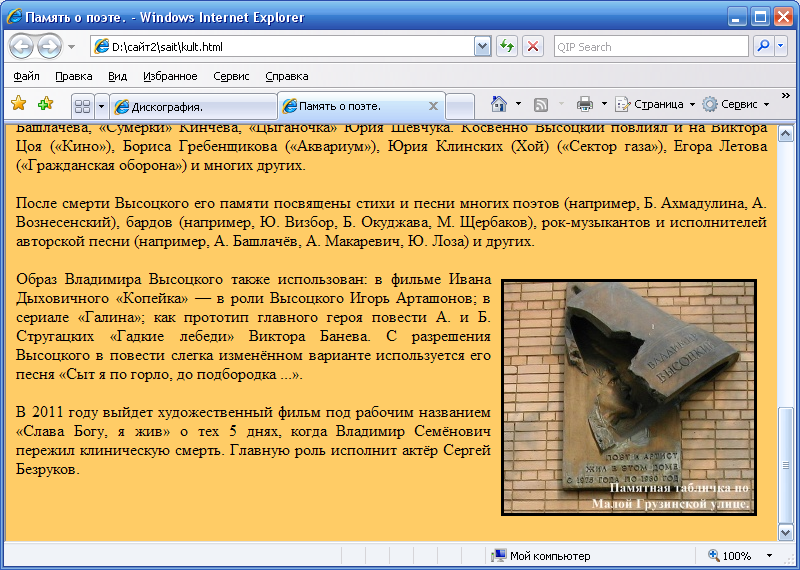 Память о поэте. - Windows Internet Explorer
D:\сайт2\sait\kult.html
QIP Search
Файл Правка Вид Избранное Сервис Справка
Дискография.
Память о поэте.
Страница
Сервис
Башлачева, «Сумерки» Кинчева, «Цыганочка» Юрия Шевчука. Косвенно Высоцкий повлиял и на Виктора
Цоя («Кино»), Бориса Гребенщикова («Аквариум»), Юрия Клинских (Хой) («Сектор газа»), Егора Летова
(«Гражданская оборона») и многих других.
После смерти Высоцкого его памяти посвящены стихи и песни многих поэтов (например, Б. Ахмадулина, А.
Вознесенский), бардов (например, Ю. Визбор, Б. Окуджава, М. Щербаков), рок-музыкантов и исполнителей
авторской песни (например, А. Башлачёв, А. Макаревич, Ю. Лоза) и других.
Образ Владимира Высоцкого также использован: в фильме Ивана
Дыховичного «Копейка» — в роли Высоцкого Игорь Арташонов; в
сериале «Галина»; как прототип главного героя повести А. и Б.
Стругацких «Гадкие лебеди» Виктора Банева. С разрешения
Высоцкого в повести слегка изменённом варианте используется его
песня «Сыт я по горло, до подбородка ...».
В 2011 году выйдет художественный фильм под рабочим названием
«Слава Богу, я жив» о тех 5 днях, когда Владимир Семёнович
пережил клиническую смерть. Главную роль исполнит актёр Сергей
Безруков.
ВЛАДИМИР
ВЫСОЦКИЙ
ПОЭТ И АРТИСТ
ЖИЛ В ЭТОМ ДОМЕ
С 1975 ГОДА ПО 1980 ГОД
Памятная табличка по
Малой Грузинской улице.
Мой компьютер
100%